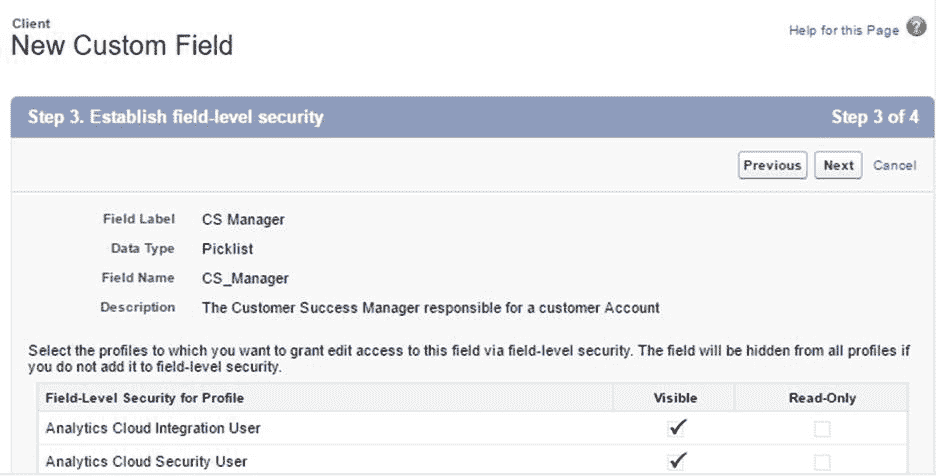 Client
New Custom Field
Help for this Page ?
Step 3. Establish field-level security
Step 3 of 4
Previous Next Cancel
Field Label CS Manager
Data Type Picklist
Field Name CS_Manager
Description The Customer Success Manager responsible for a customer Account
Select the profiles to which you want to grant edit access to this field via field-level security. The field will be hidden from all profiles if
you do not add it to field-level security.
Field-Level Security for Profile Visible Read-Only
Analytics Cloud Integration User
Analytics Cloud Security User